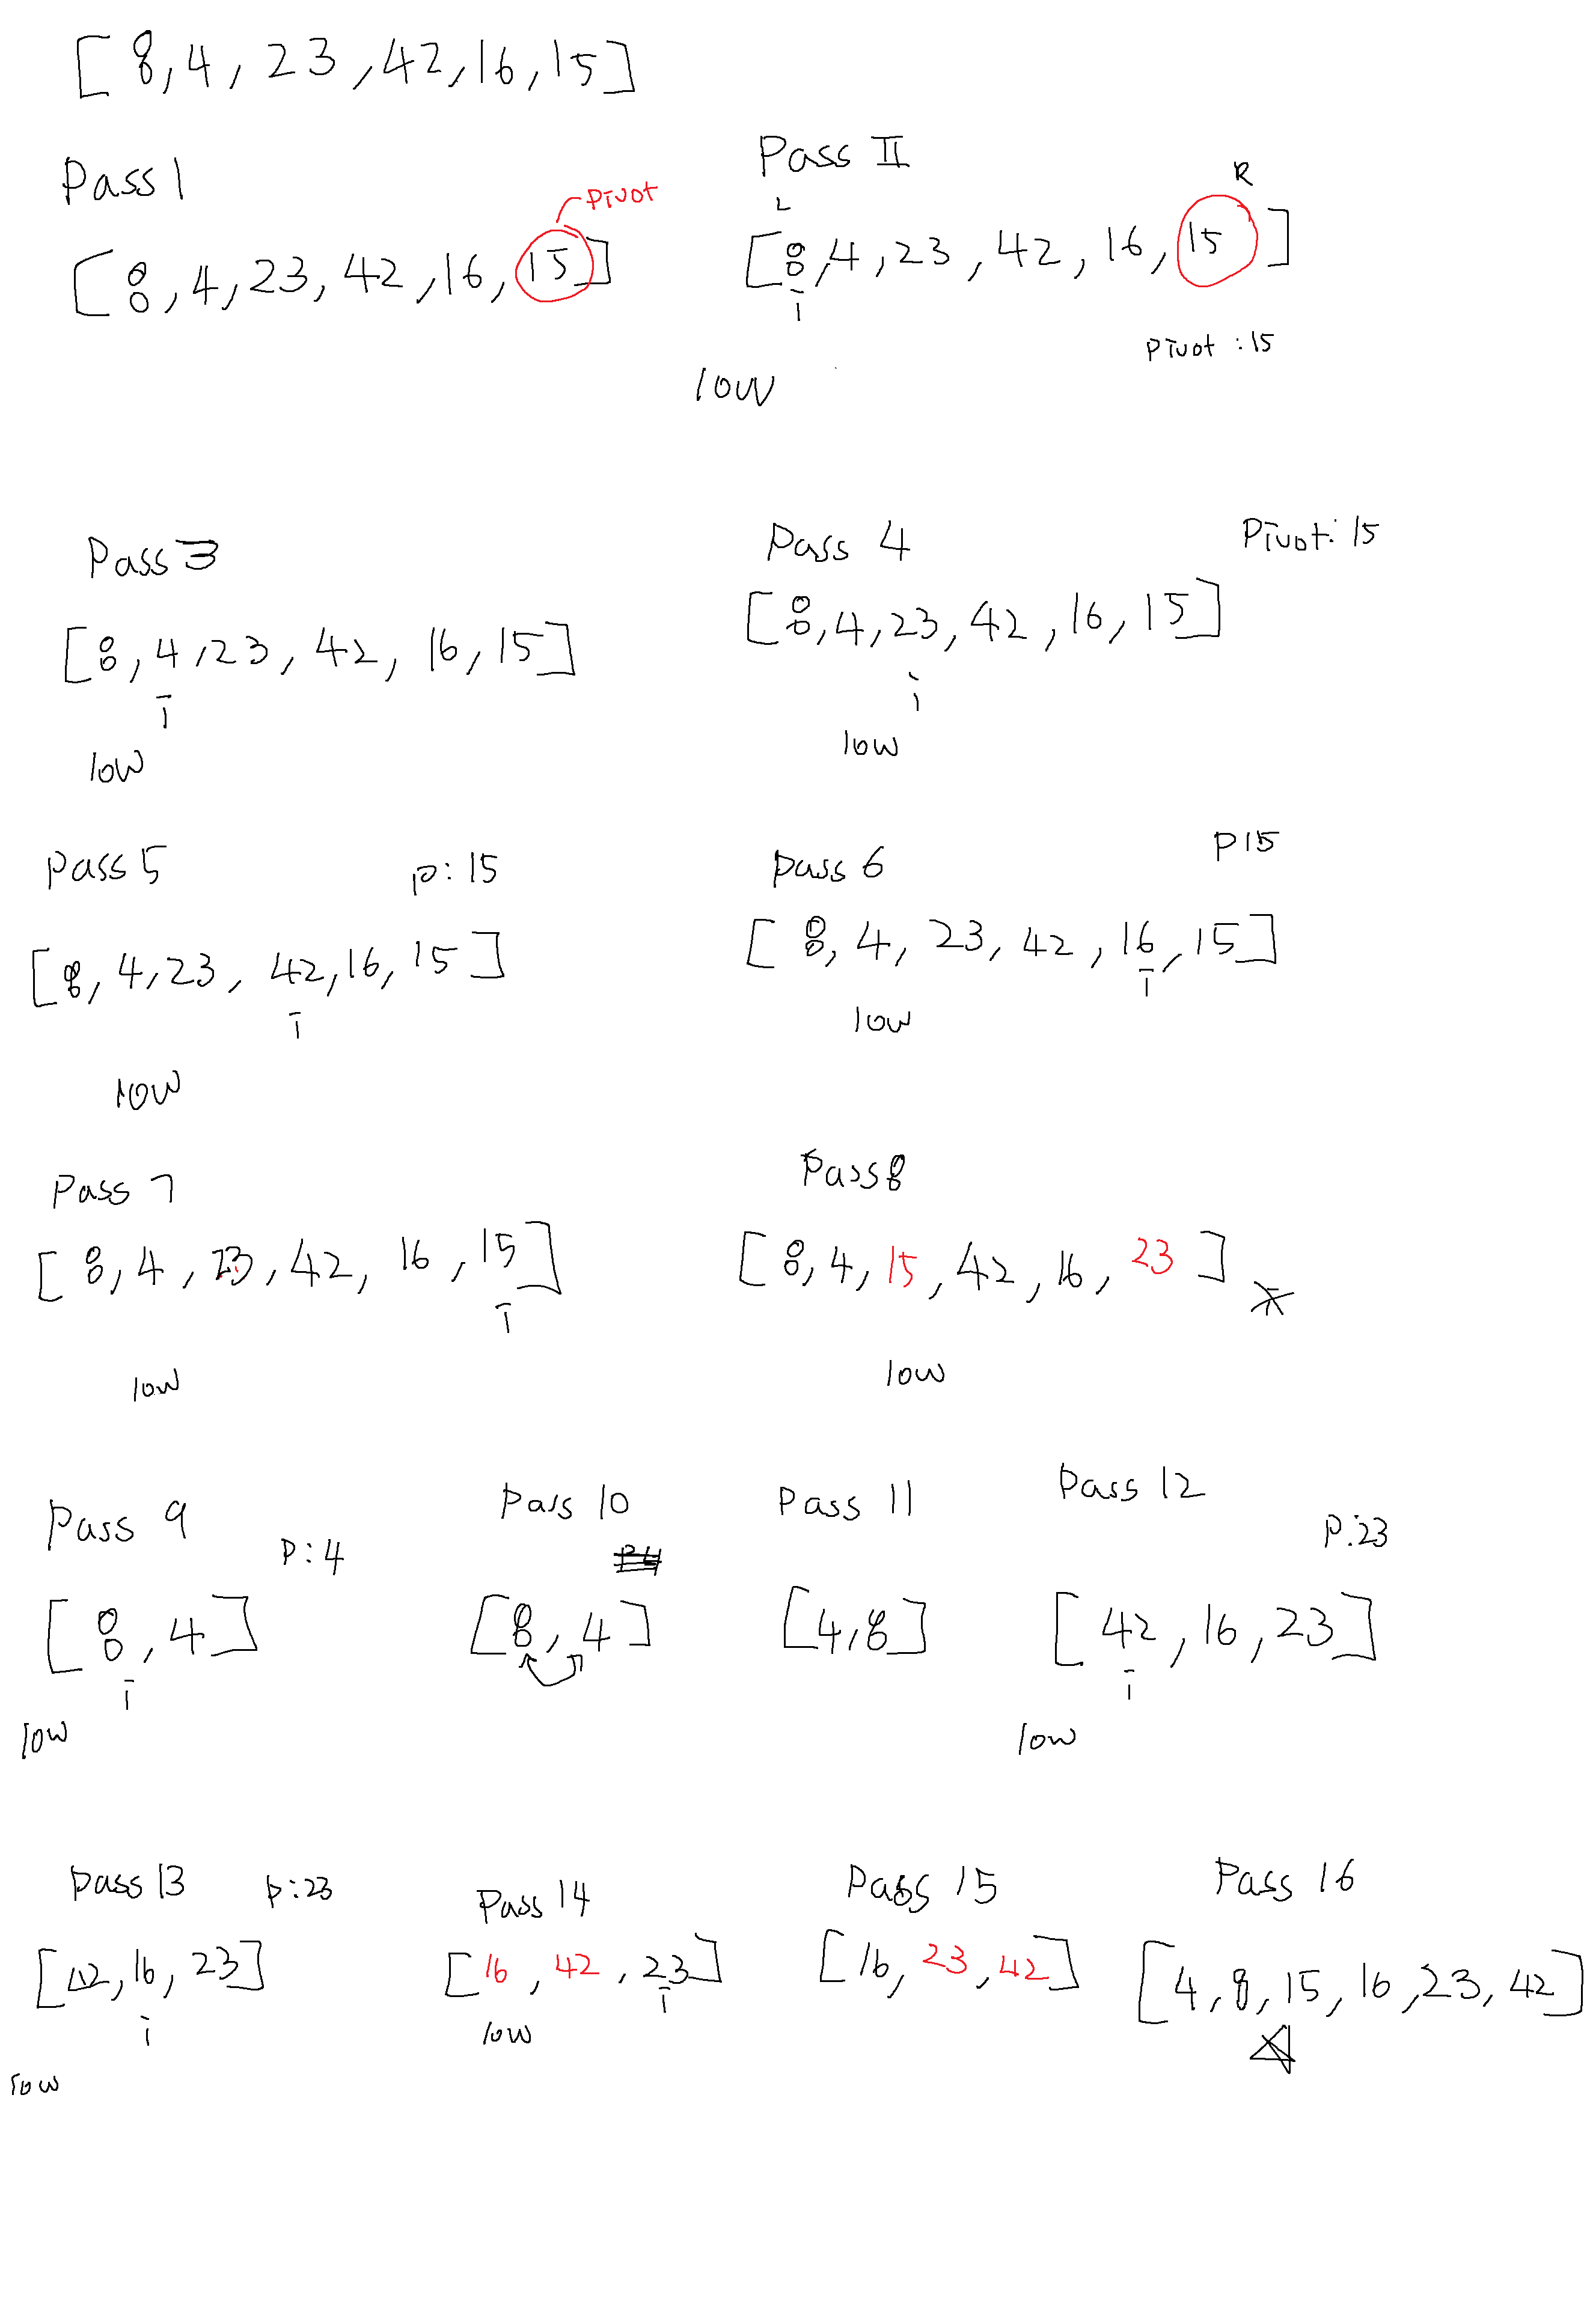 [8, 4, 23, 42, 16, 15]
Pass 1
Pivot
[8, 4, 23, 42, 16, 15]
Pass II
L R
[8, 4, 23, 42, 16, 15]
i
Pivot : 15
low
Pass 3
[8, 4, 23, 42, 16, 15]
i
low
Pass 4 Pivot: 15
[8, 4, 23, 42, 16, 15]
i
low
Pass 5 p: 15
[8, 4, 23, 42, 16, 15]
i
low
pass 6 P15
[8, 4, 23, 42, 16, 15]
i
low
Pass 7
[8, 4, 23, 42, 16, 15]
i
low
Pass 8
[8, 4, 15, 42, 16, 23]
low
Pass 9
P: 4
[8, 4]
i
low
Pass 10
[8, 4]
Pass 11
[4, 8]
Pass 12
P: 23
[42, 16, 23]
i
low
Pass 13 p: 23
[42, 16, 23]
i
low
Pass 14
[16, 42, 23]
i
low
Pass 15
[16, 23, 42]
Pass 16
[4, 8, 15, 16, 23, 42]